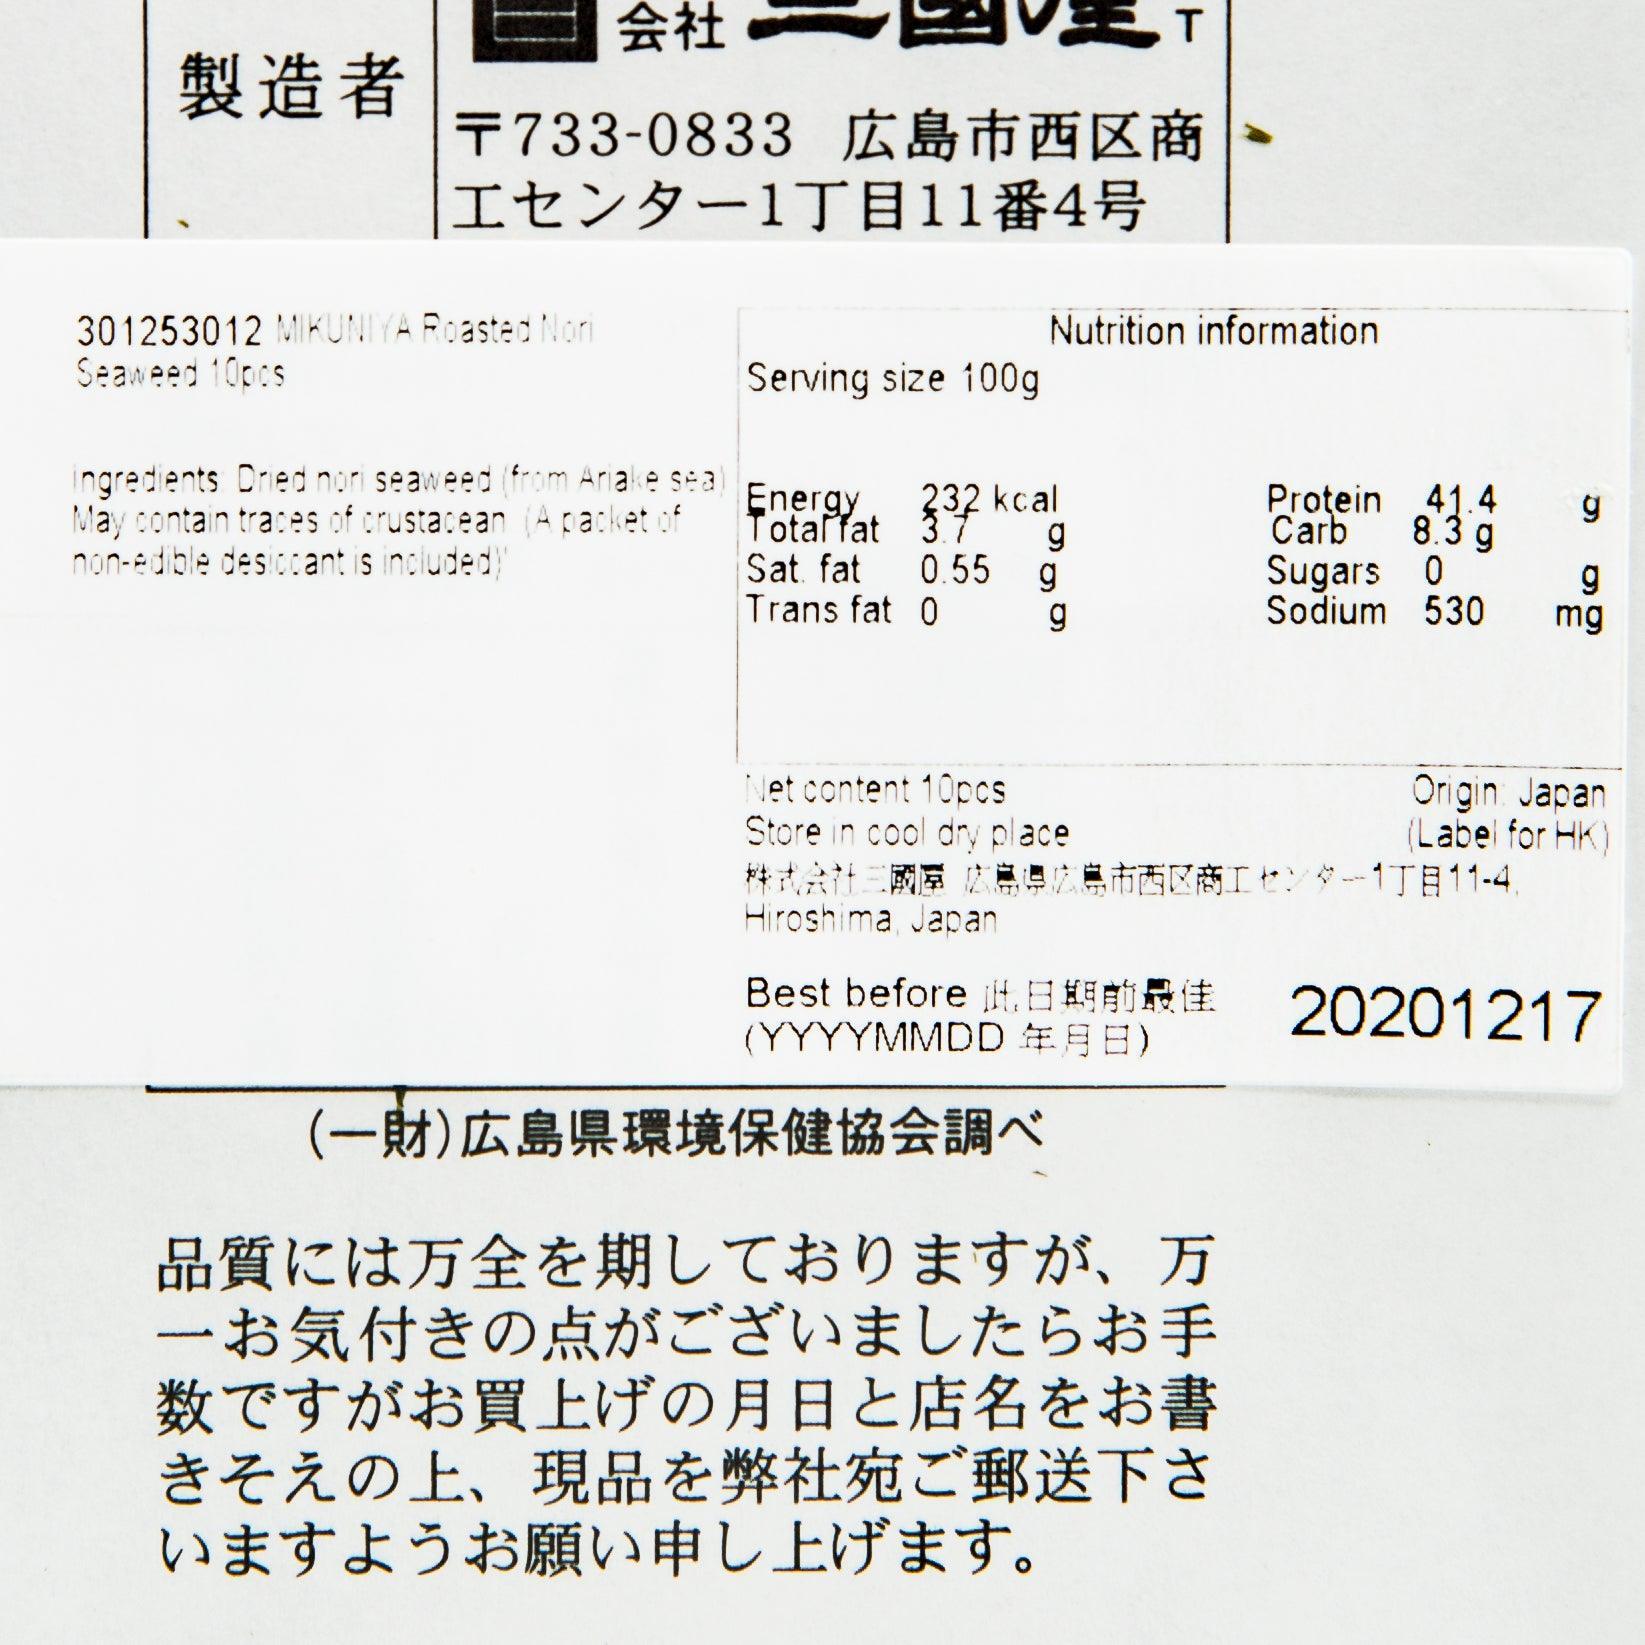 会社 三國屋 T
製造者
〒733-0833 広島市西区商
工センター1丁目11番4号
301253012 MIKUNIYA Roasted Nori
Seaweed 10pcs
Ingredients: Dried nori seaweed (from Ariake sea)
May contain traces of crustacean (A packet of
non-edible desiccant is included)'
Nutrition information
Serving size 100g
Energy 232 kcal Protein 41.4 g
Total fat 3.7 g Carb 8.3 g
Sat. fat 0.55 g Sugars 0 g
Trans fat 0 g Sodium 530 mg
Net content 10pcs Origin: Japan
Store in cool dry place (Label for HK)
株式会社三國屋 広島県広島市西区商工センター1丁目11-4,
Hiroshima, Japan
Best before 此日期前最佳
(YYYYMMDD 年月日) 20201217
(一財)広島県環境保健協会調べ
品質には万全を期しておりますが、万
一お気付きの点がございましたらお手
数ですがお買上げの月日と店名をお書
きそえの上、現品を弊社宛ご郵送下さ
いますようお願い申し上げます。